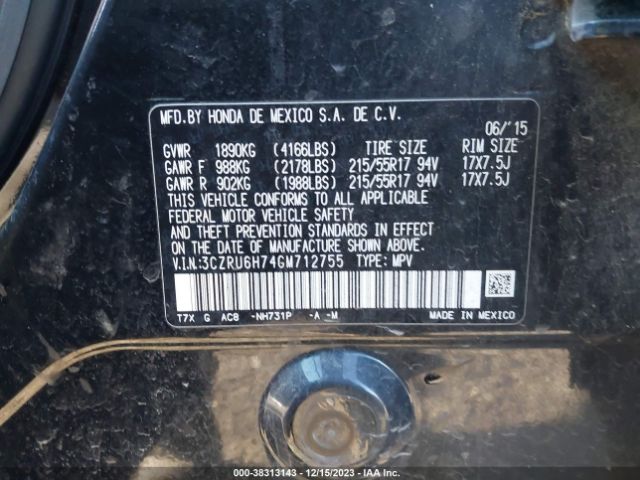 MFD.BY HONDA DE MEXICO S.A. DE C.V.
06/'15
GVWR 1890KG (4166LBS) TIRE SIZE RIM SIZE
GAWR F 988KG (2178LBS) 215/55R17 94V 17X7.5J
GAWR R 902KG (1988LBS) 215/55R17 94V 17X7.5J
THIS VEHICLE CONFORMS TO ALL APPLICABLE
FEDERAL MOTOR VEHICLE SAFETY
AND THEFT PREVENTION STANDARDS IN EFFECT
ON THE DATE OF MANUFACTURE SHOWN ABOVE.
V.I.N.:3CZRU6H74GM712755 TYPE: MPV
T7X G AC8 -NH731P -A -M MADE IN MEXICO
000-38313143 - 12/15/2023 - IAA Inc.